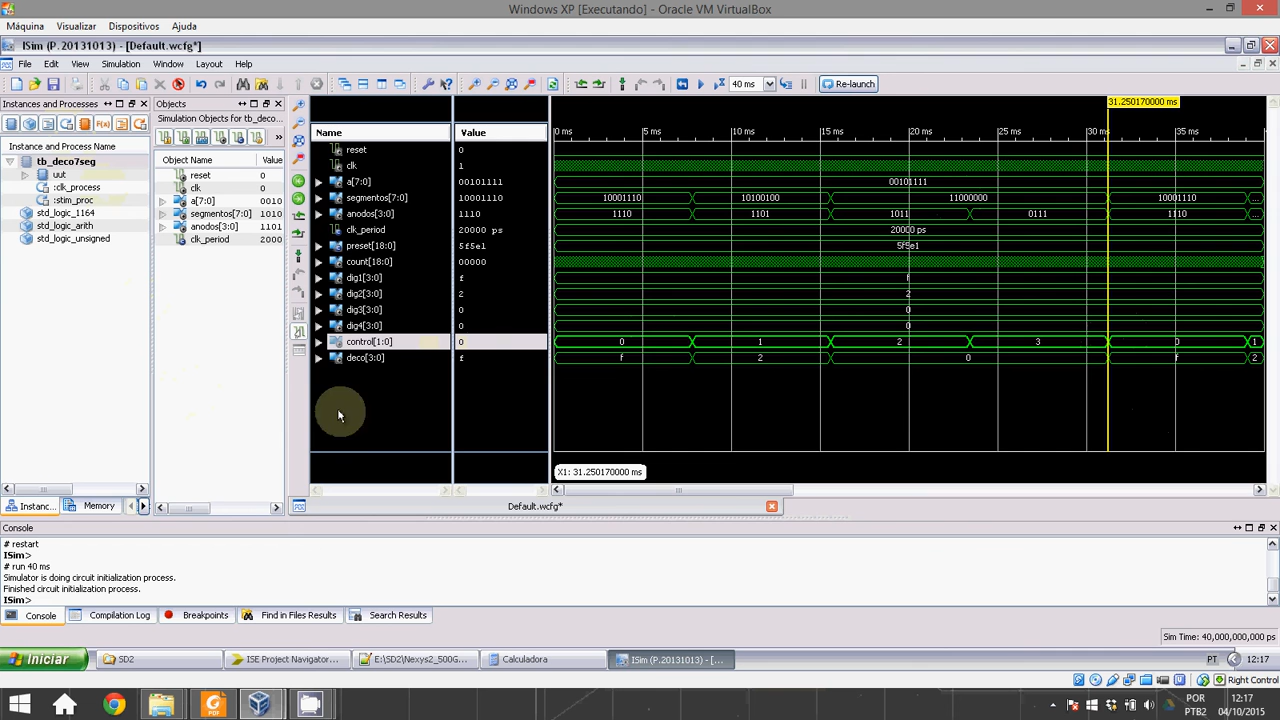 Windows XP [Executando] - Oracle VM VirtualBox
Máquina Visualizar Dispositivos Ajuda
ISim (P.20131013) - [Default.wcfg*]
File Edit View Simulation Window Layout Help
40 ms Re-launch
Instances and Processes
Objects
31.250170000 ms
Simulation Objects for tb_deco...
Name Value 0 ms 5 ms 10 ms 15 ms 20 ms 25 ms 30 ms 35 ms
Instance and Process Name
Object Name Value
tb_deco7seg
uut
:clk_process
:stim_proc
std_logic_1164
std_logic_arith
std_logic_unsigned
reset 0
clk 0
a[7:0] 0010
segmentos[7:0] 1010
anodos[3:0] 1101
clk_period 2000
reset 0
clk 1
a[7:0] 00101111 00101111
segmentos[7:0] 10001110 10001110 10100100 11000000 10001110 ...
anodos[3:0] 1110 1110 1101 1011 0111 1110 ...
clk_period 20000 ps 20000 ps
preset[18:0] 5f5e1 5f5e1
count[18:0] 00000
dig1[3:0] f f
dig2[3:0] 2 2
dig3[3:0] 0 0
dig4[3:0] 0 0
control[1:0] 0 0 1 2 3 0 1
deco[3:0] f f 2 0 f 2
X1: 31.250170000 ms
Instanc... Memory
Default.wcfg*
Console
# restart
ISim>
# run 40 ms
Simulator is doing circuit initialization process.
Finished circuit initialization process.
ISim>
Console Compilation Log Breakpoints Find in Files Results Search Results
Sim Time: 40,000,000,000 ps
Iniciar SD2 ISE Project Navigator... E:\SD2\Nexys2_500G... Calculadora ISim (P.20131013) - [... PT 12:17
Right Control
PDF
POR
PTB2
12:17
04/10/2015